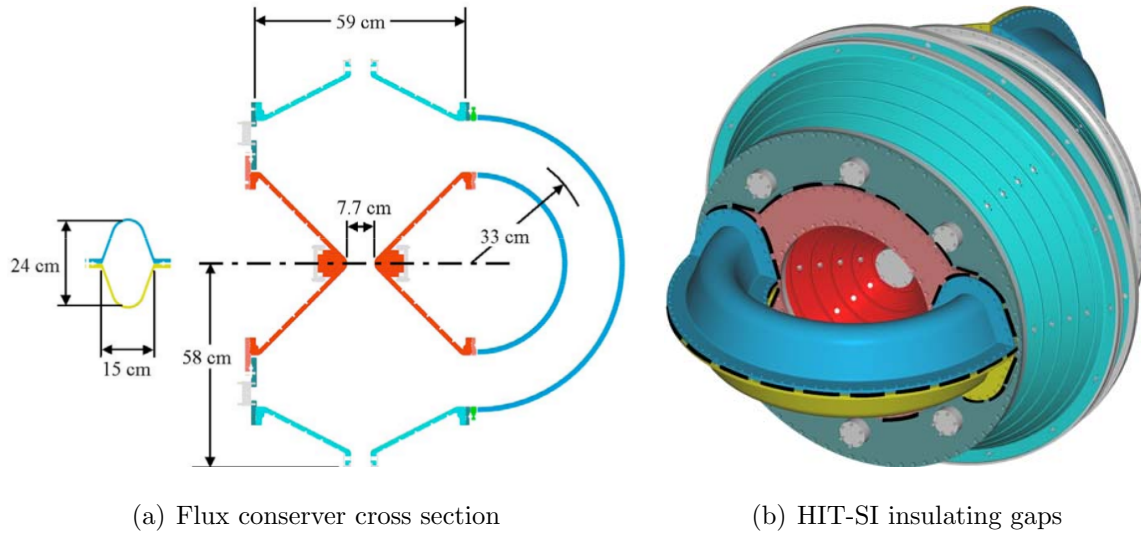 59 cm
7.7 cm
33 cm
24 cm
15 cm
58 cm
(a) Flux conserver cross section
(b) HIT-SI insulating gaps